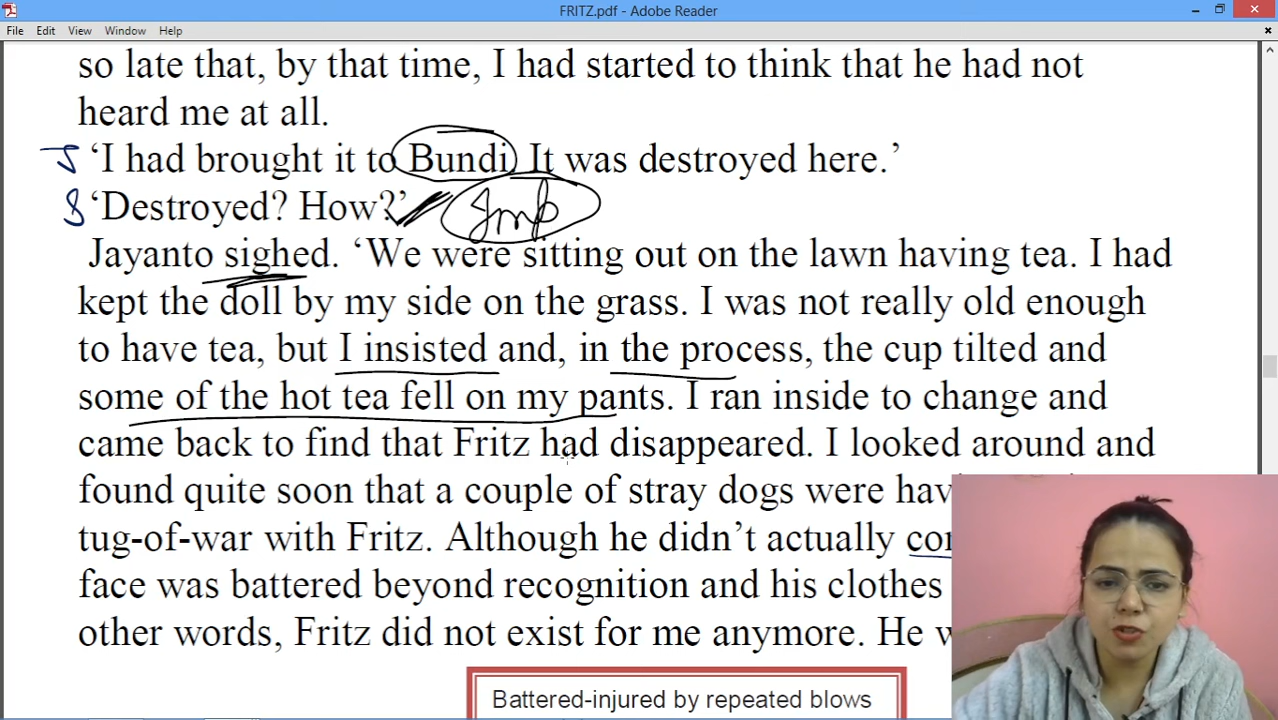 FRITZ.pdf - Adobe Reader
File Edit View Window Help
so late that, by that time, I had started to think that he had not
heard me at all.
J ‘I had brought it to Bundi. It was destroyed here.’
S ‘Destroyed? How?’ Imp
Jayanto sighed. ‘We were sitting out on the lawn having tea. I had
kept the doll by my side on the grass. I was not really old enough
to have tea, but I insisted and, in the process, the cup tilted and
some of the hot tea fell on my pants. I ran inside to change and
came back to find that Fritz had disappeared. I looked around and
found quite soon that a couple of stray dogs were
tug-of-war with Fritz. Although he didn’t actually
face was battered beyond recognition and his clothes
other words, Fritz did not exist for me anymore. He
Battered-injured by repeated blows